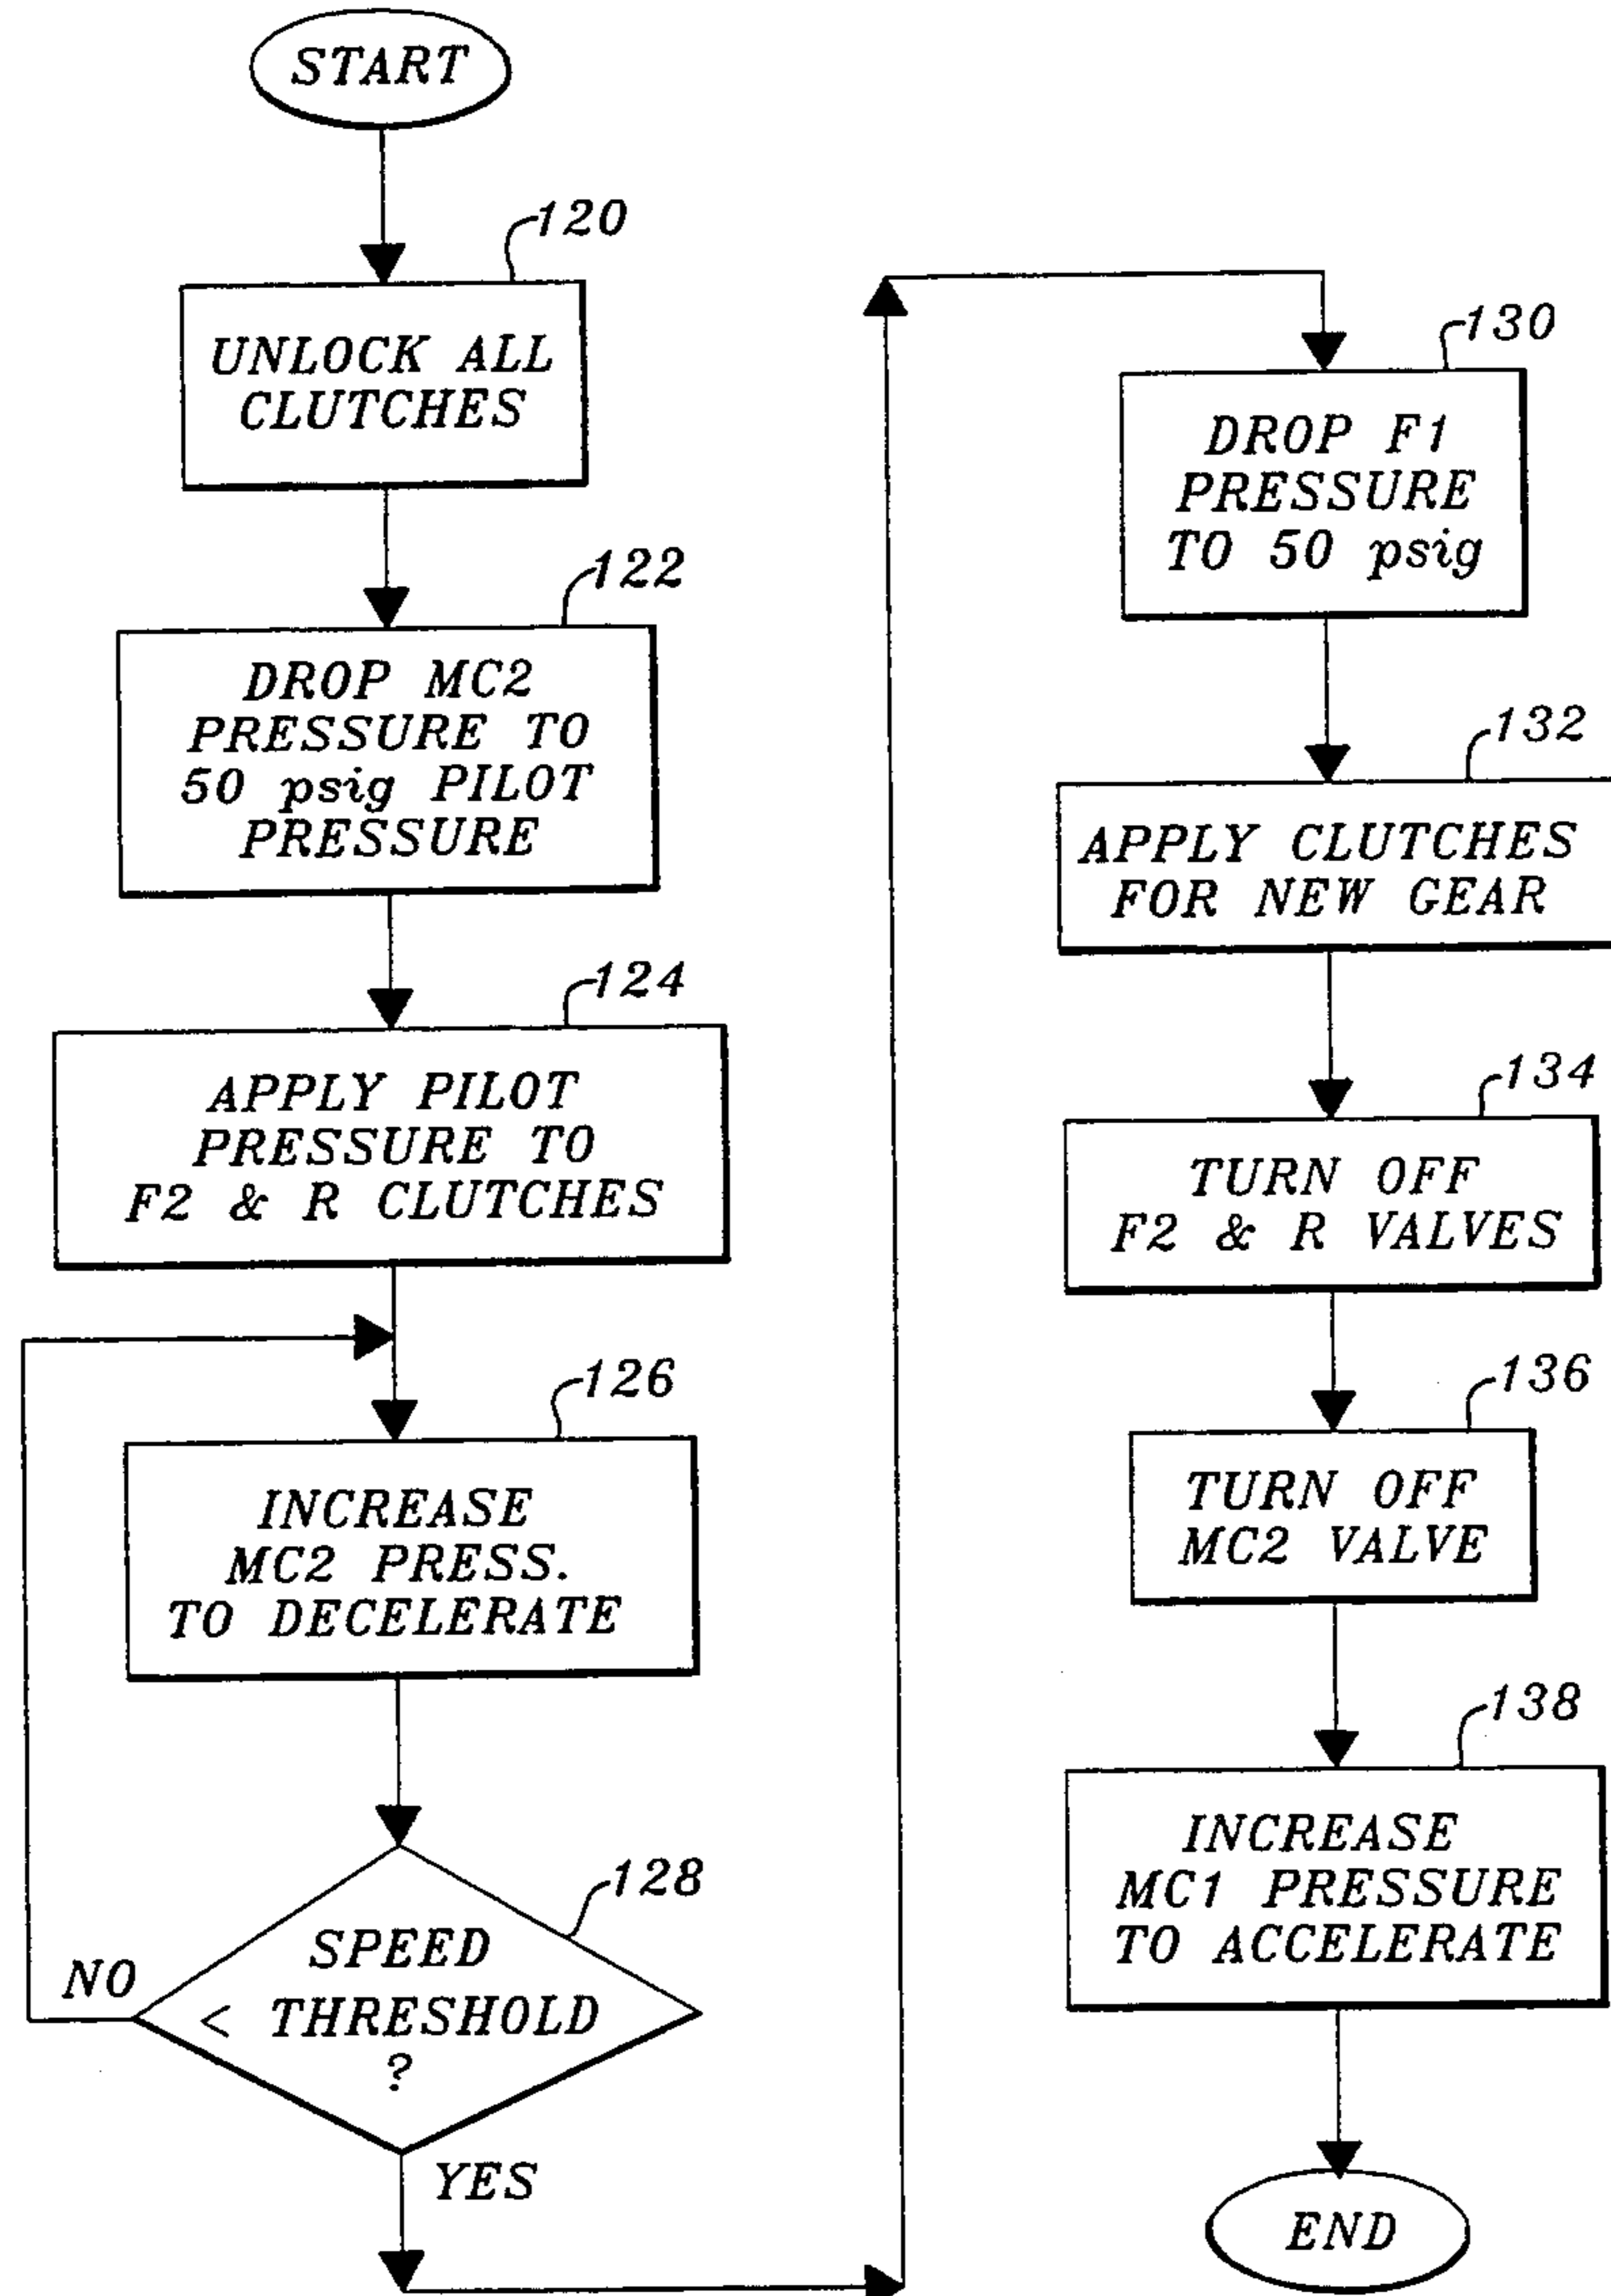 START
120
UNLOCK ALL
CLUTCHES
122
DROP MC2
PRESSURE TO
50 psig PILOT
PRESSURE
124
APPLY PILOT
PRESSURE TO
F2 & R CLUTCHES
126
INCREASE
MC2 PRESS.
TO DECELERATE
128
SPEED
< THRESHOLD
?
NO
YES
130
DROP F1
PRESSURE
TO 50 psig
132
APPLY CLUTCHES
FOR NEW GEAR
134
TURN OFF
F2 & R VALVES
136
TURN OFF
MC2 VALVE
138
INCREASE
MC1 PRESSURE
TO ACCELERATE
END